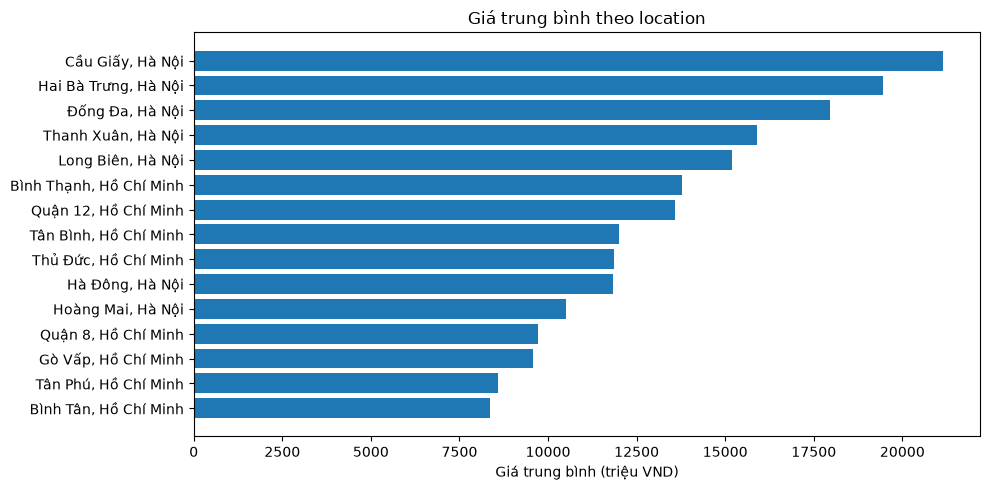 Giá trung bình theo location
Cầu Giấy, Hà Nội
Hai Bà Trưng, Hà Nội
Đống Đa, Hà Nội
Thanh Xuân, Hà Nội
Long Biên, Hà Nội
Bình Thạnh, Hồ Chí Minh
Quận 12, Hồ Chí Minh
Tân Bình, Hồ Chí Minh
Thủ Đức, Hồ Chí Minh
Hà Đông, Hà Nội
Hoàng Mai, Hà Nội
Quận 8, Hồ Chí Minh
Gò Vấp, Hồ Chí Minh
Tân Phú, Hồ Chí Minh
Bình Tân, Hồ Chí Minh
0 2500 5000 7500 10000 12500 15000 17500 20000
Giá trung bình (triệu VND)